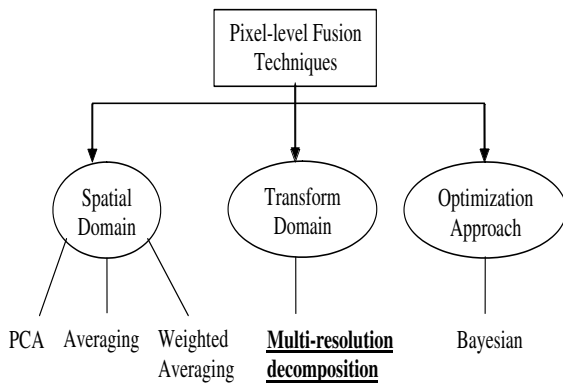 Pixel-level Fusion
Techniques
Spatial
Domain
Transform
Domain
Optimization
Approach
PCA
Averaging
Weighted
Averaging
Multi-resolution
decomposition
Bayesian